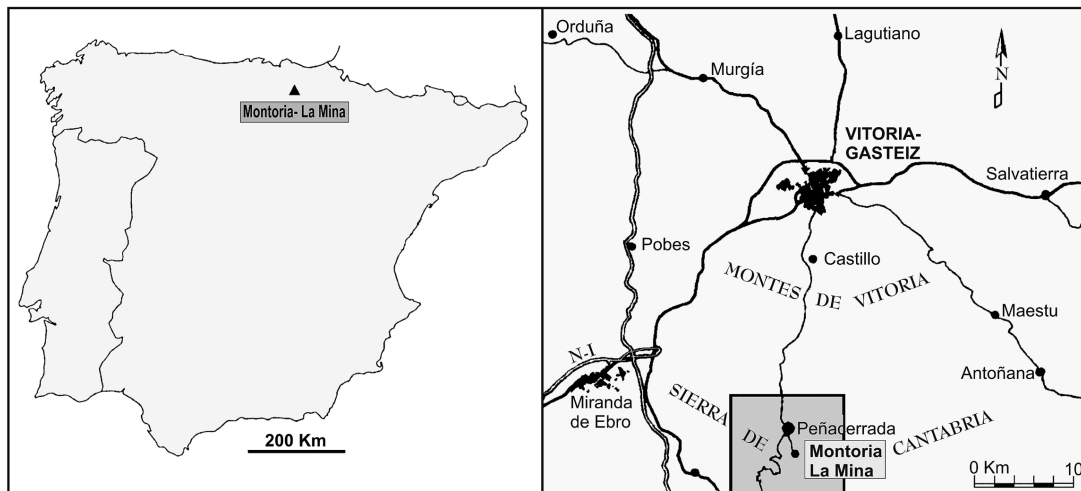 Montoria- La Mina
200 Km
Orduña
Lagutiano
Murgía
N
VITORIA-
GASTEIZ
Salvatierra
Pobes
Castillo
MONTES DE VITORIA
Maestu
N-I
Antoñana
Miranda
de Ebro
SIERRA DE CANTABRIA
Peñacerrada
Montoria
La Mina
0 Km 10